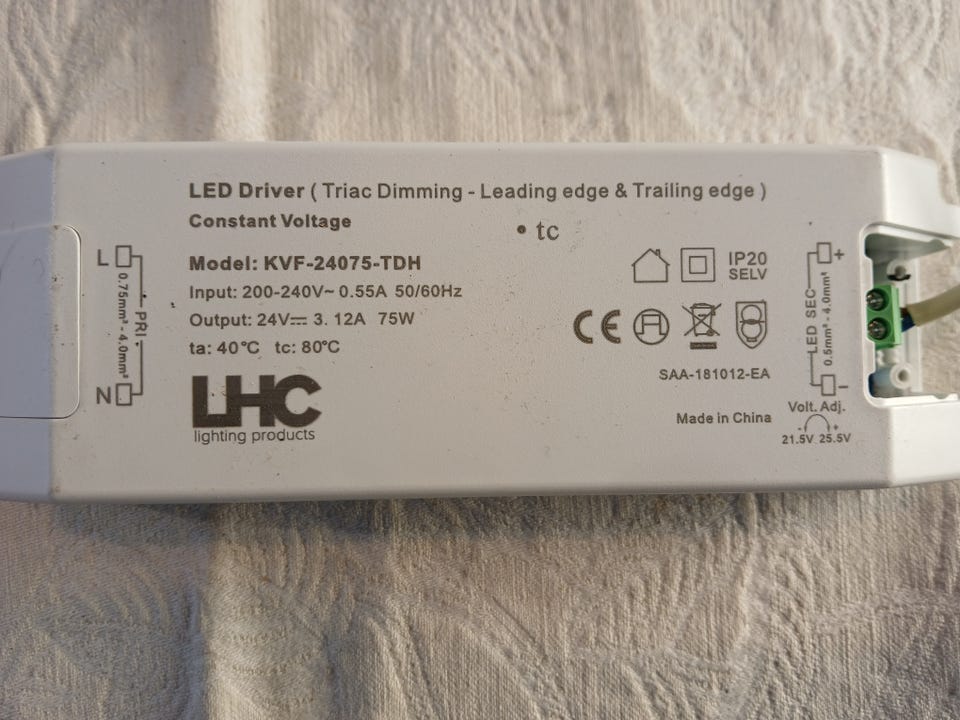 LED Driver ( Triac Dimming - Leading edge & Trailing edge )
Constant Voltage
• tc
Model: KVF-24075-TDH
Input: 200-240V~ 0.55A 50/60Hz
Output: 24V⎓ 3. 12A 75W
ta: 40°C tc: 80°C
LHC
lighting products
L
N
PRI
0.75mm² - 4.0mm²
IP20
SELV
CE
SAA-181012-EA
Made in China
+
-
LED SEC
0.5mm² - 4.0mm²
Volt. Adj.
- +
21.5V 25.5V